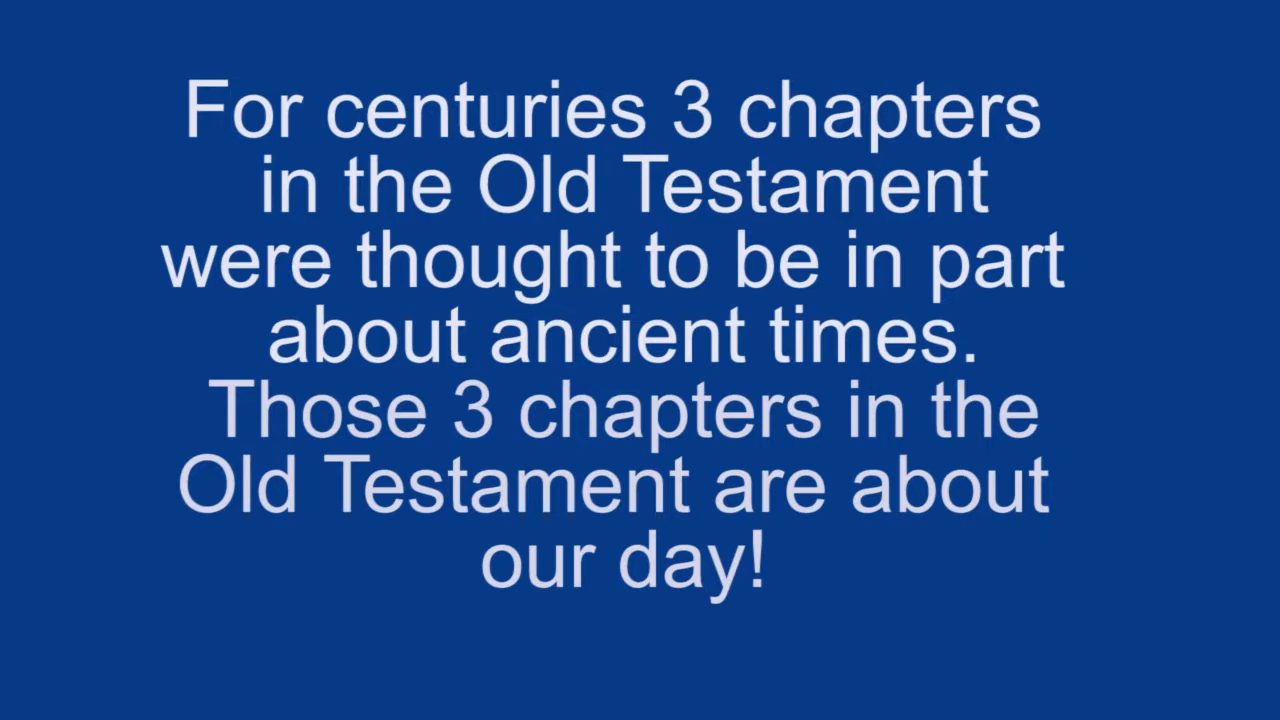 For centuries 3 chapters
in the Old Testament
were thought to be in part
about ancient times.
Those 3 chapters in the
Old Testament are about
our day!